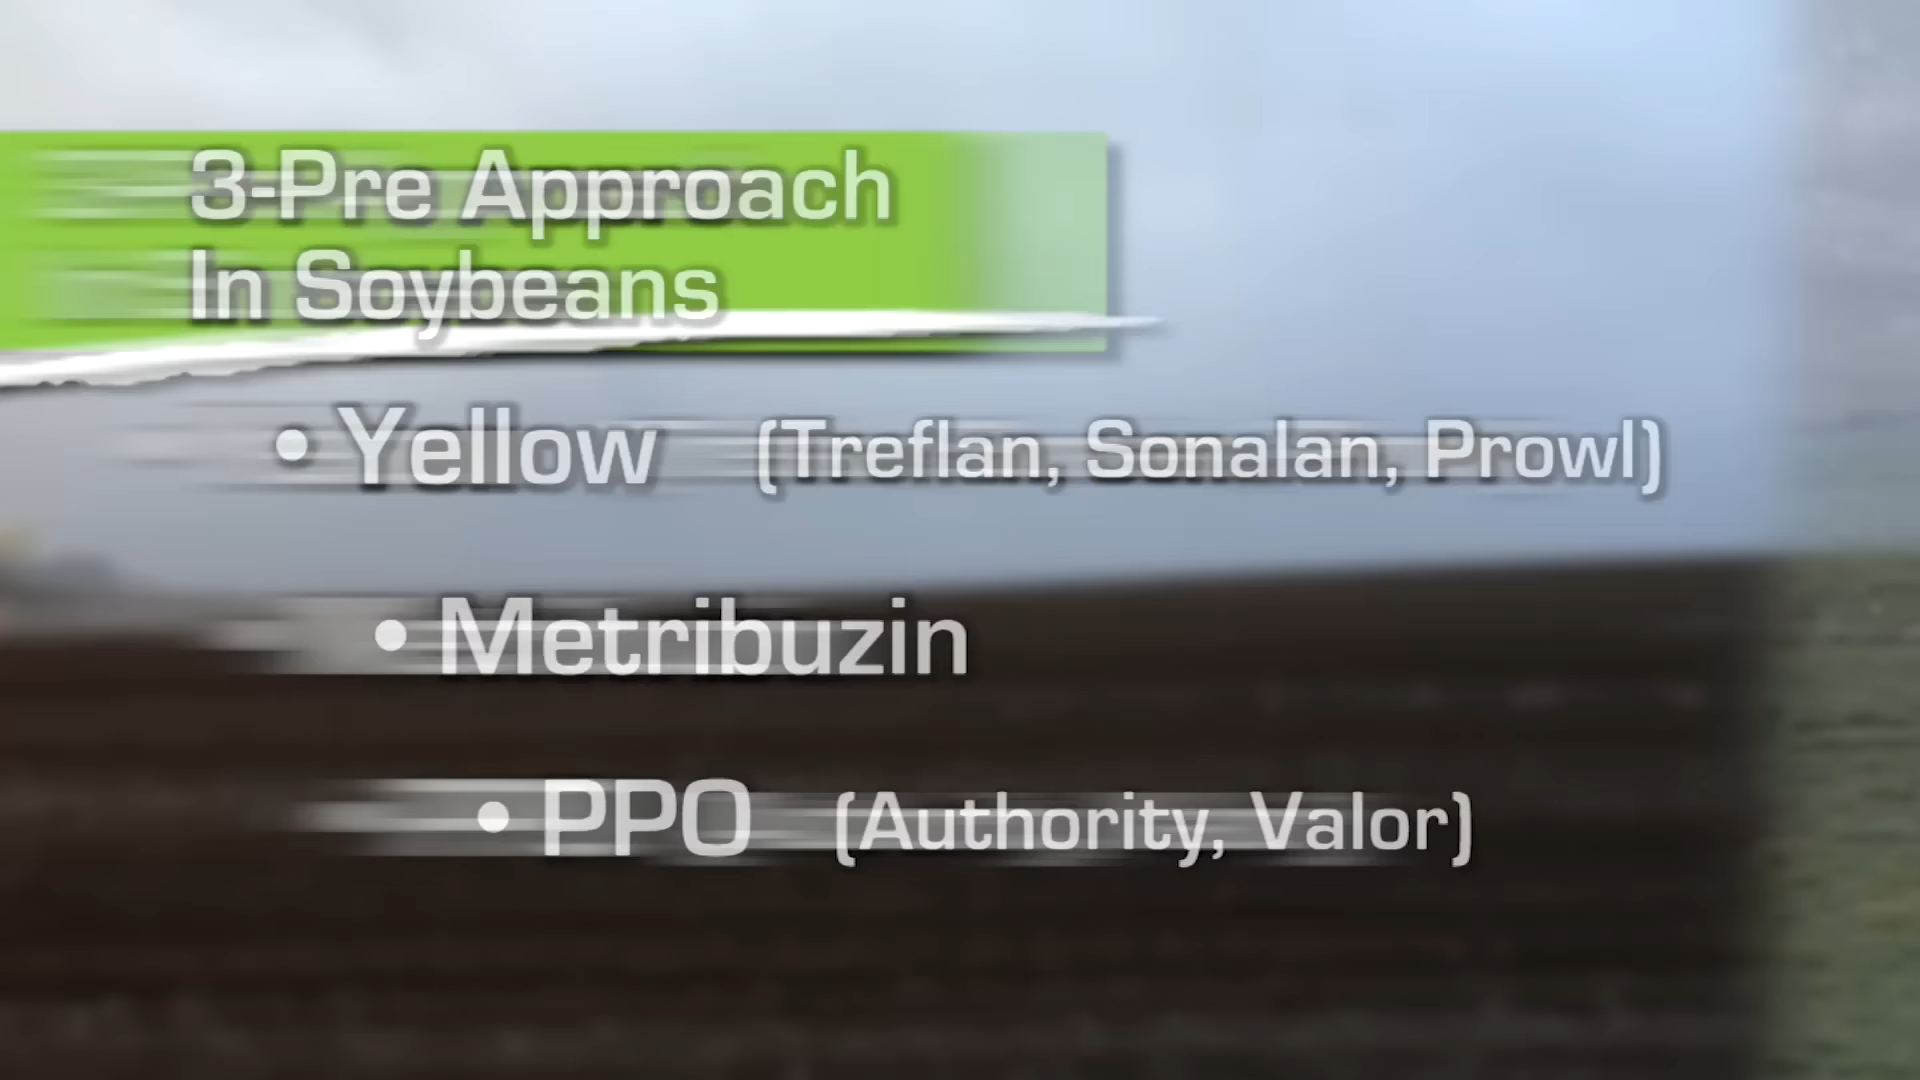 3-Pre Approach
In Soybeans
• Yellow (Treflan, Sonalan, Prowl)
• Metribuzin
• PPO (Authority, Valor)